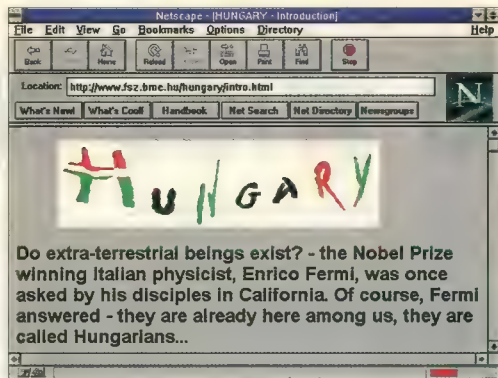 Netscape - [HUNGARY - Introduction]
File Edit View Go Bookmarks Options Directory Help
Back Home Reload Open Print Find Stop
Location: http://www.fsz.bme.hu/hungary/intro.html
What's New! What's Cool! Handbook Net Search Net Directory Newsgroups
N
HUNGARY
Do extra-terrestrial beings exist? - the Nobel Prize
winning Italian physicist, Enrico Fermi, was once
asked by his disciples in California. Of course, Fermi
answered - they are already here among us, they are
called Hungarians...